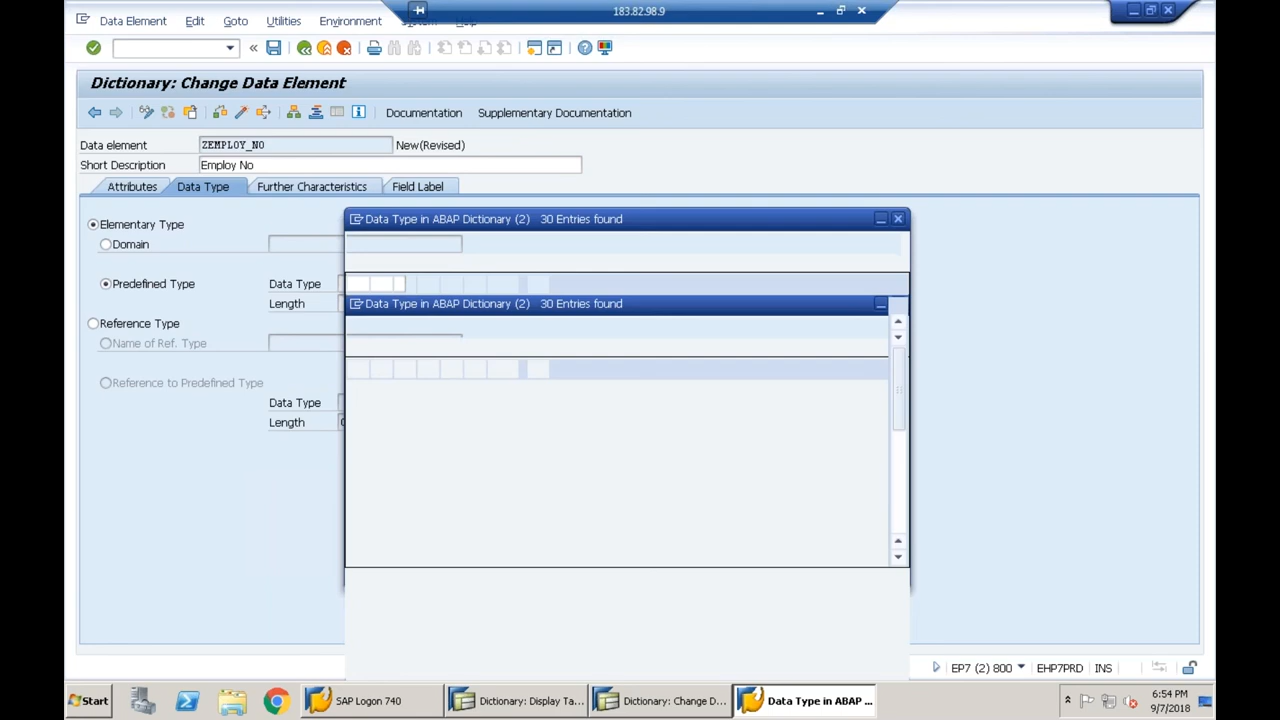 183.82.98.9
Data Element Edit Goto Utilities Environment
Dictionary: Change Data Element
Documentation Supplementary Documentation
Data element ZEMPLOY_NO New(Revised)
Short Description Employ No
Attributes Data Type Further Characteristics Field Label
Data Type in ABAP Dictionary (2) 30 Entries found
Elementary Type
Domain
Predefined Type Data Type
Length
Data Type in ABAP Dictionary (2) 30 Entries found
Reference Type
Name of Ref. Type
Reference to Predefined Type
Data Type
Length
EP7 (2) 800 EHP7PRD INS
Start SAP Logon 740 Dictionary: Display Ta... Dictionary: Change D... Data Type in ABAP ...
6:54 PM
9/7/2018